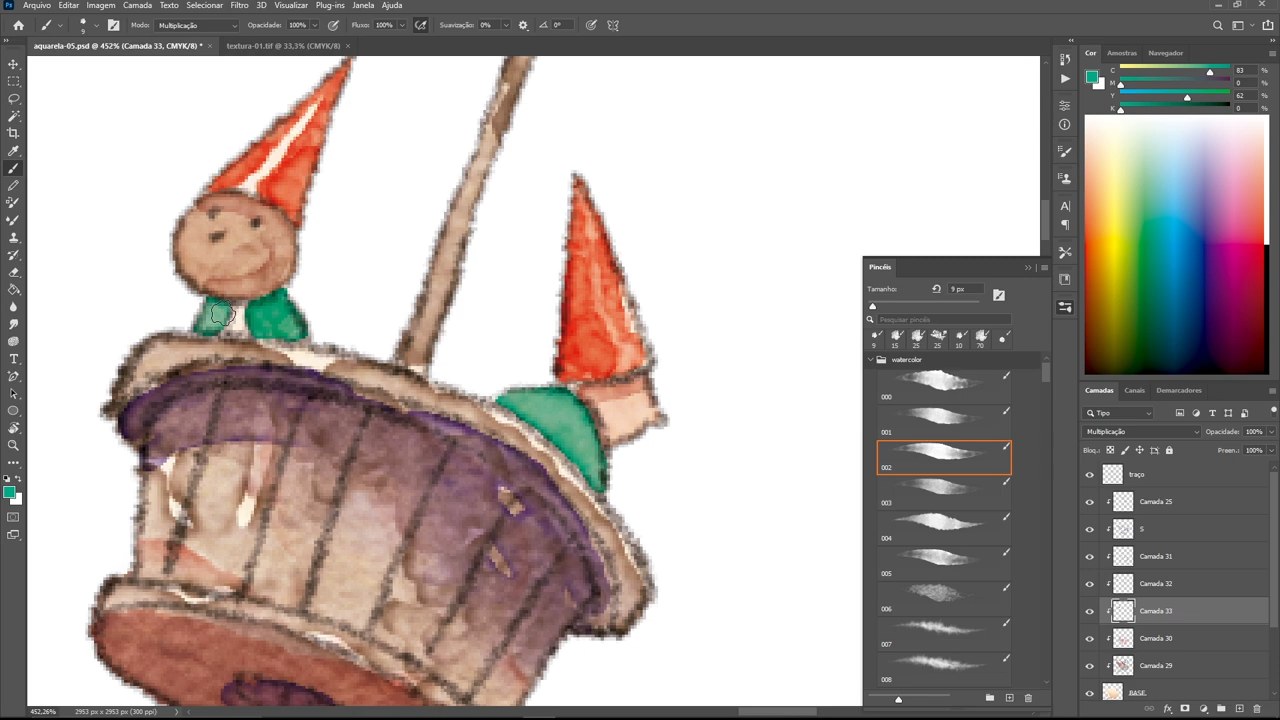 Arquivo Editar Imagem Camada Texto Selecionar Filtro 3D Visualizar Plug-ins Janela Ajuda
9 Modo: Multiplicação Opacidade: 100% Fluxo: 100% Suavização: 0% 0°
aquarela-05.psd @ 452% (Camada 33, CMYK/8) * × textura-01.tif @ 33,3% (CMYK/8) ×
Cor Amostras Navegador
C 83 %
M 0 %
Y 62 %
K 0 %
Pincéis
Tamanho: 9 px
Pesquisar pincéis
9 15 25 25 10 70
watercolor
000
001
002
003
004
005
006
007
008
Camadas Canais Demarcadores
Tipo
Multiplicação Opacidade: 100%
Bloq.: Preen.: 100%
traço
Camada 25
S
Camada 31
Camada 32
Camada 33
Camada 30
Camada 29
BASE
452,26% 2953 px x 2953 px (300 ppi)